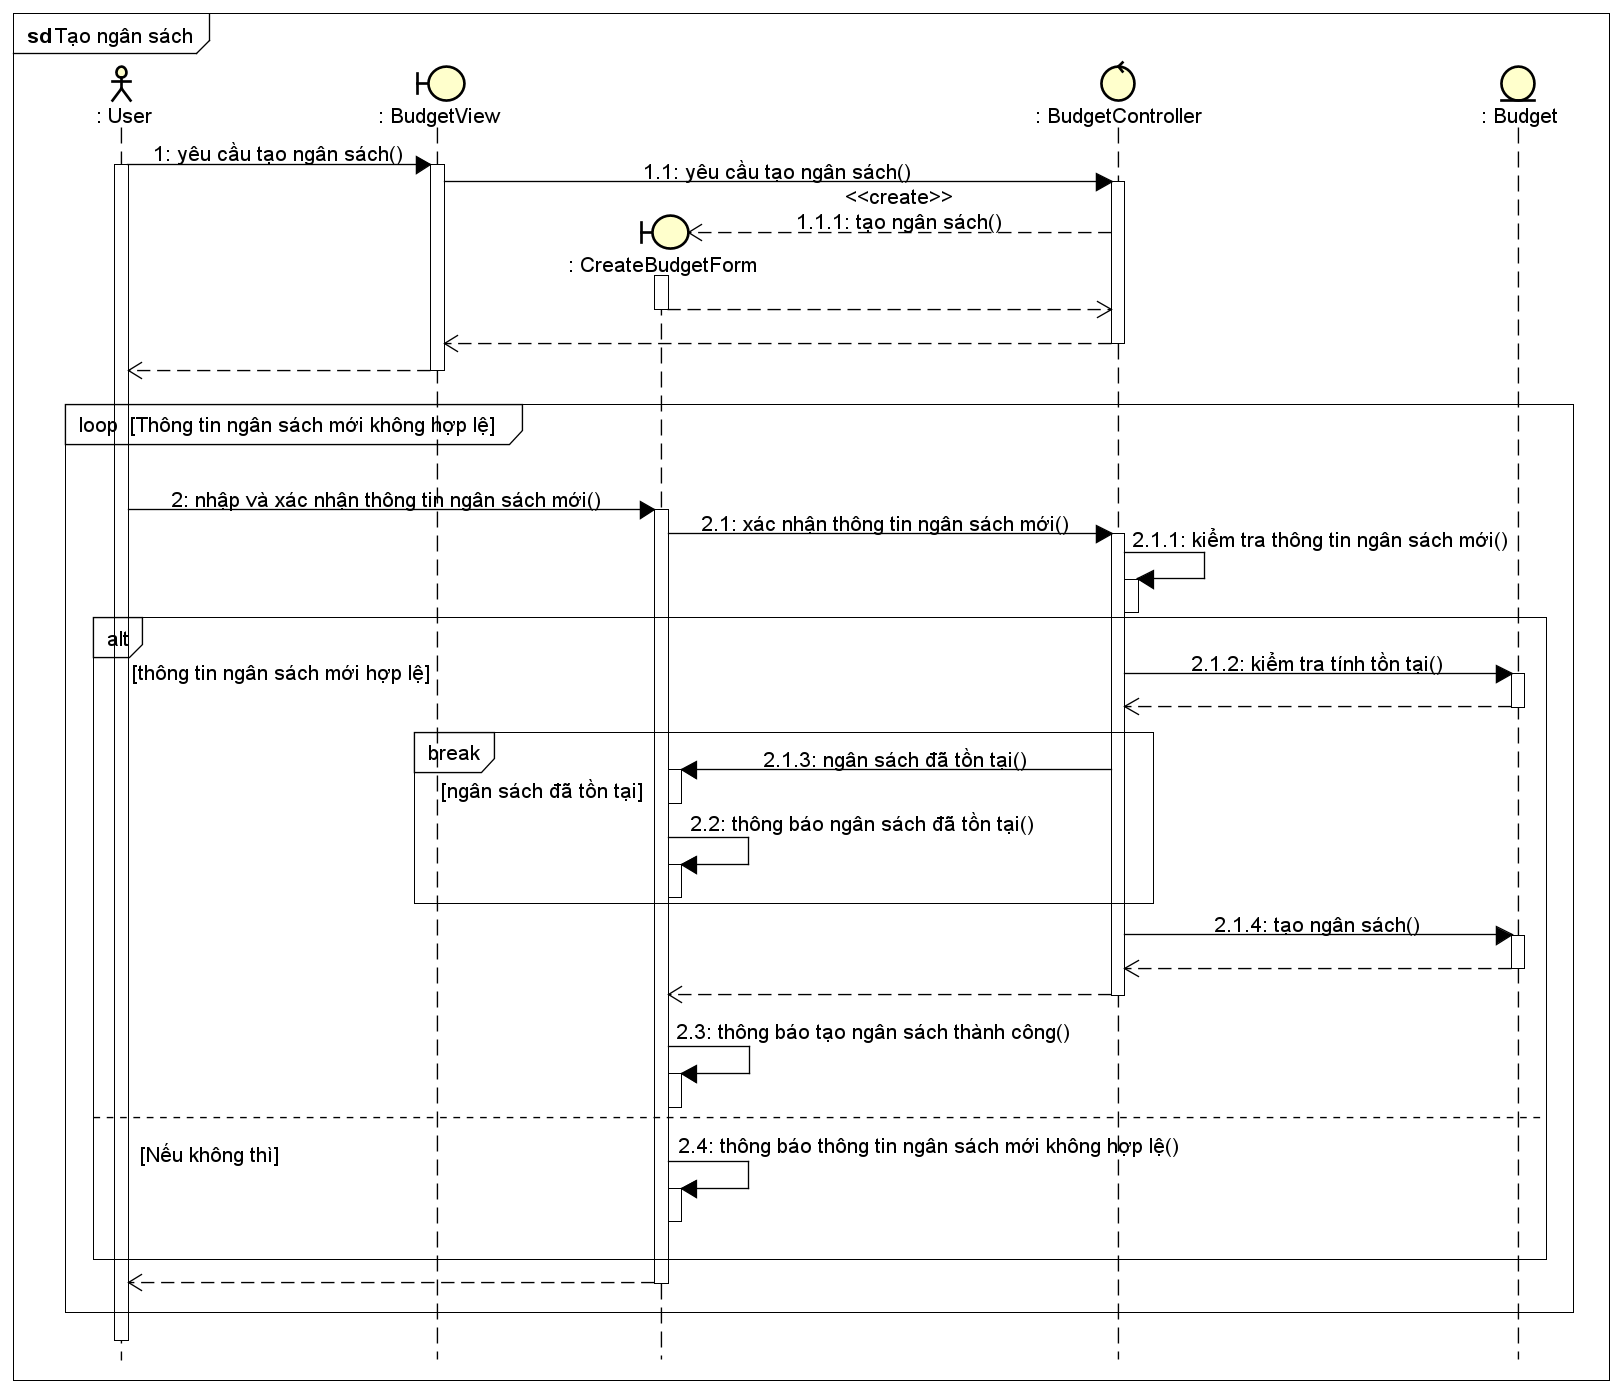 sd Tạo ngân sách
: User
: BudgetView
: BudgetController
: Budget
1: yêu cầu tạo ngân sách()
1.1: yêu cầu tạo ngân sách()
<<create>>
1.1.1: tạo ngân sách()
: CreateBudgetForm
loop [Thông tin ngân sách mới không hợp lệ]
2: nhập và xác nhận thông tin ngân sách mới()
2.1: xác nhận thông tin ngân sách mới()
2.1.1: kiểm tra thông tin ngân sách mới()
alt
[thông tin ngân sách mới hợp lệ]
2.1.2: kiểm tra tính tồn tại()
break
2.1.3: ngân sách đã tồn tại()
[ngân sách đã tồn tại]
2.2: thông báo ngân sách đã tồn tại()
2.1.4: tạo ngân sách()
2.3: thông báo tạo ngân sách thành công()
[Nếu không thì]
2.4: thông báo thông tin ngân sách mới không hợp lệ()